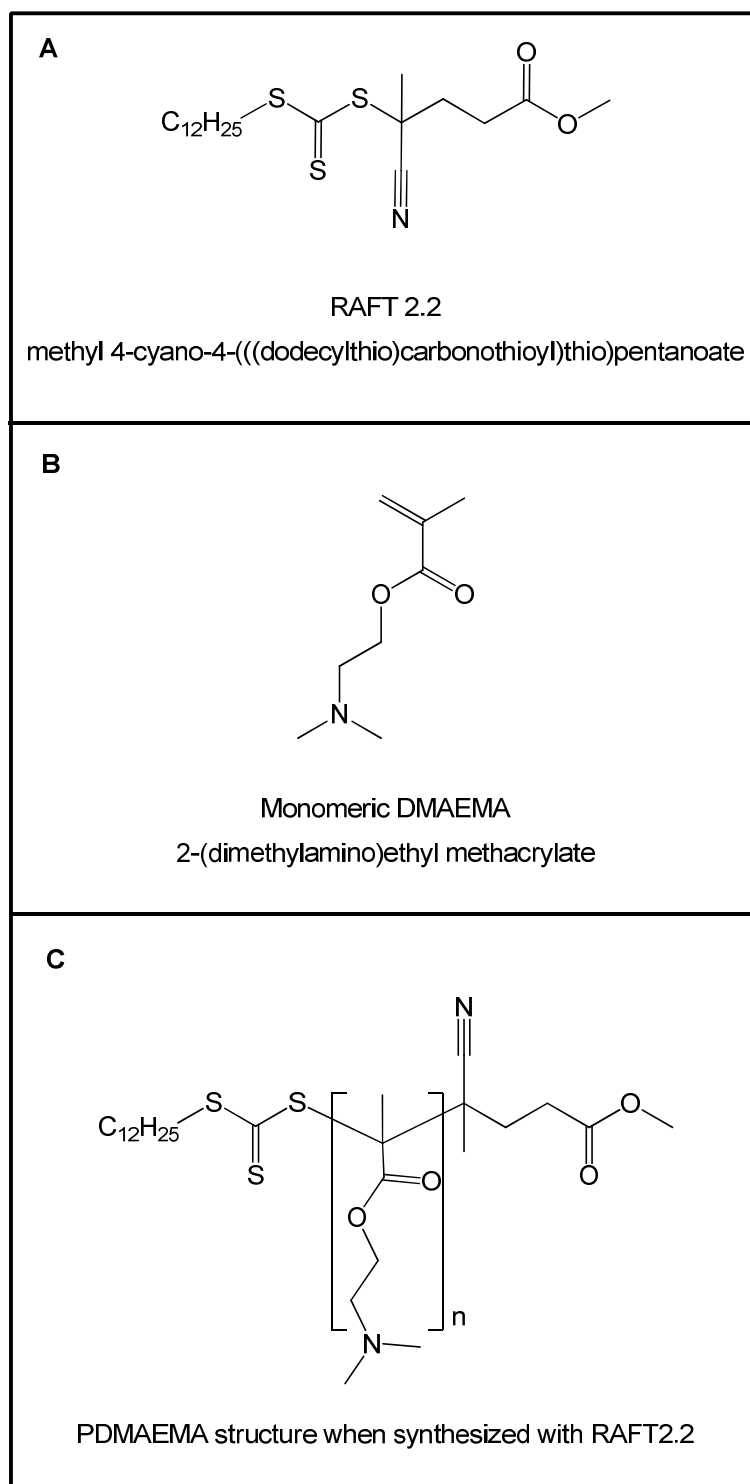 A
O
S
S
C12H25
O
S
N
RAFT 2.2
methyl 4-cyano-4-(((dodecylthio)carbonothioyl)thio)pentanoate
B
O
O
N
Monomeric DMAEMA
2-(dimethylamino)ethyl methacrylate
C
N
S
S
O
C12H25
S
O
O
O
n
N
PDMAEMA structure when synthesized with RAFT2.2